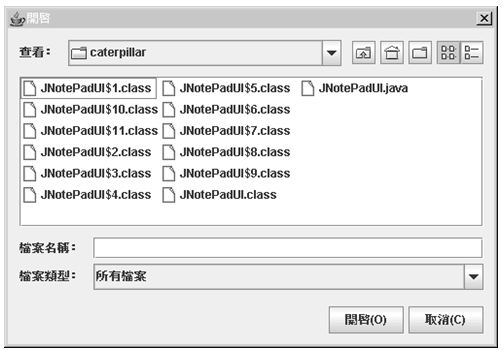 開啓
查看： caterpillar
JNotePadUI$1.class JNotePadUI$5.class JNotePadUI.java
JNotePadUI$10.class JNotePadUI$6.class
JNotePadUI$11.class JNotePadUI$7.class
JNotePadUI$2.class JNotePadUI$8.class
JNotePadUI$3.class JNotePadUI$9.class
JNotePadUI$4.class JNotePadUI.class
檔案名稱：
檔案類型： 所有檔案
開啓(O) 取消(C)